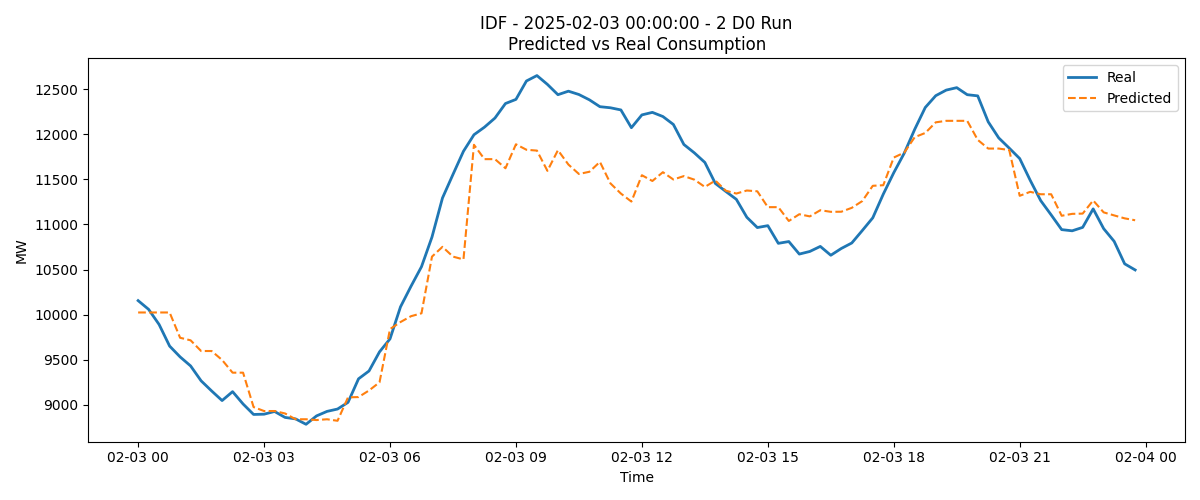 IDF - 2025-02-03 00:00:00 - 2 D0 Run
Predicted vs Real Consumption
Real
Predicted
MW
12500
12000
11500
11000
10500
10000
9500
9000
02-03 00
02-03 03
02-03 06
02-03 09
02-03 12
02-03 15
02-03 18
02-03 21
02-04 00
Time